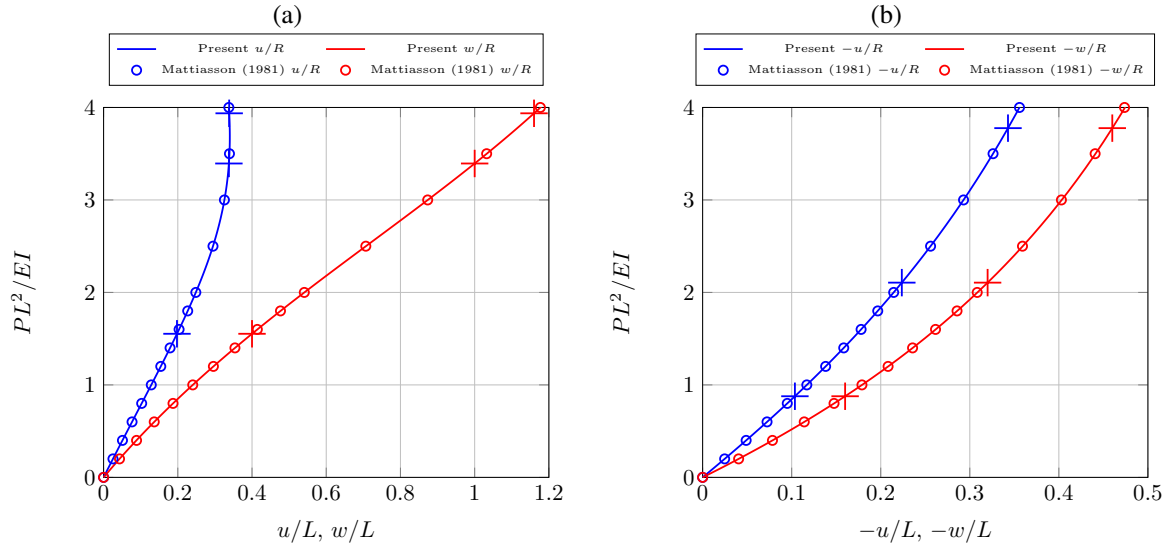 (a)
Present u/R
Present w/R
Mattiasson (1981) u/R
Mattiasson (1981) w/R
4
3
2
1
0
PL²/EI
0
0.2
0.4
0.6
0.8
1
1.2
u/L, w/L
(b)
Present −u/R
Present −w/R
Mattiasson (1981) −u/R
Mattiasson (1981) −w/R
4
3
2
1
0
PL²/EI
0
0.1
0.2
0.3
0.4
0.5
−u/L, −w/L